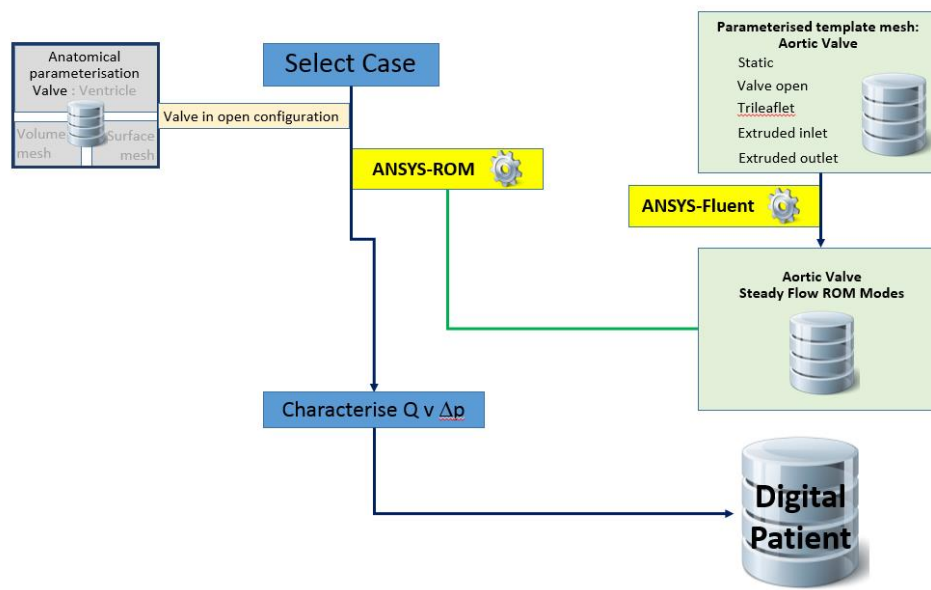 Anatomical
parameterisation
Valve : Ventricle
Volume
mesh
Surface
mesh
Valve in open configuration
Select Case
ANSYS-ROM
Parameterised template mesh:
Aortic Valve
Static
Valve open
Trileaflet
Extruded inlet
Extruded outlet
ANSYS-Fluent
Aortic Valve
Steady Flow ROM Modes
Characterise Q v Δp
Digital
Patient